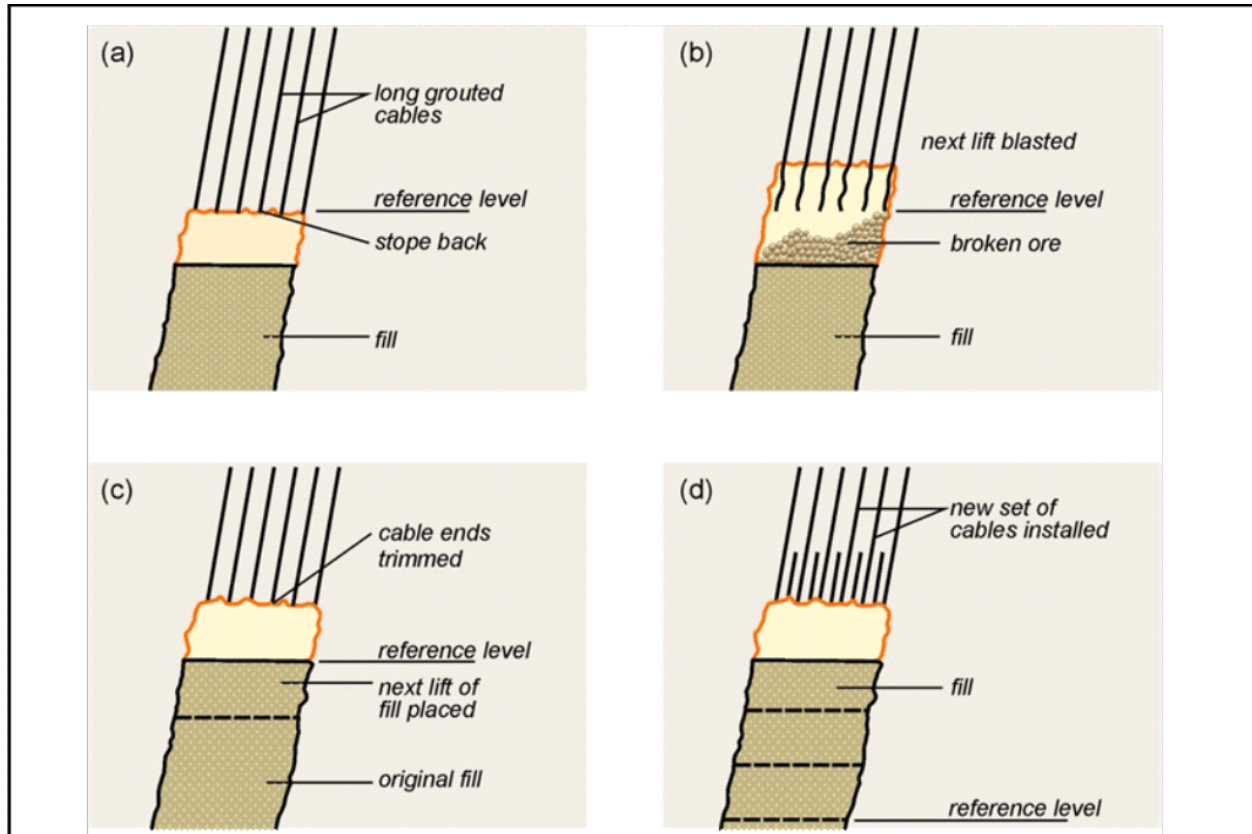 (a)
long grouted
cables
reference level
stope back
fill
(b)
next lift blasted
reference level
broken ore
fill
(c)
cable ends
trimmed
reference level
next lift of
fill placed
original fill
(d)
new set of
cables installed
fill
reference level